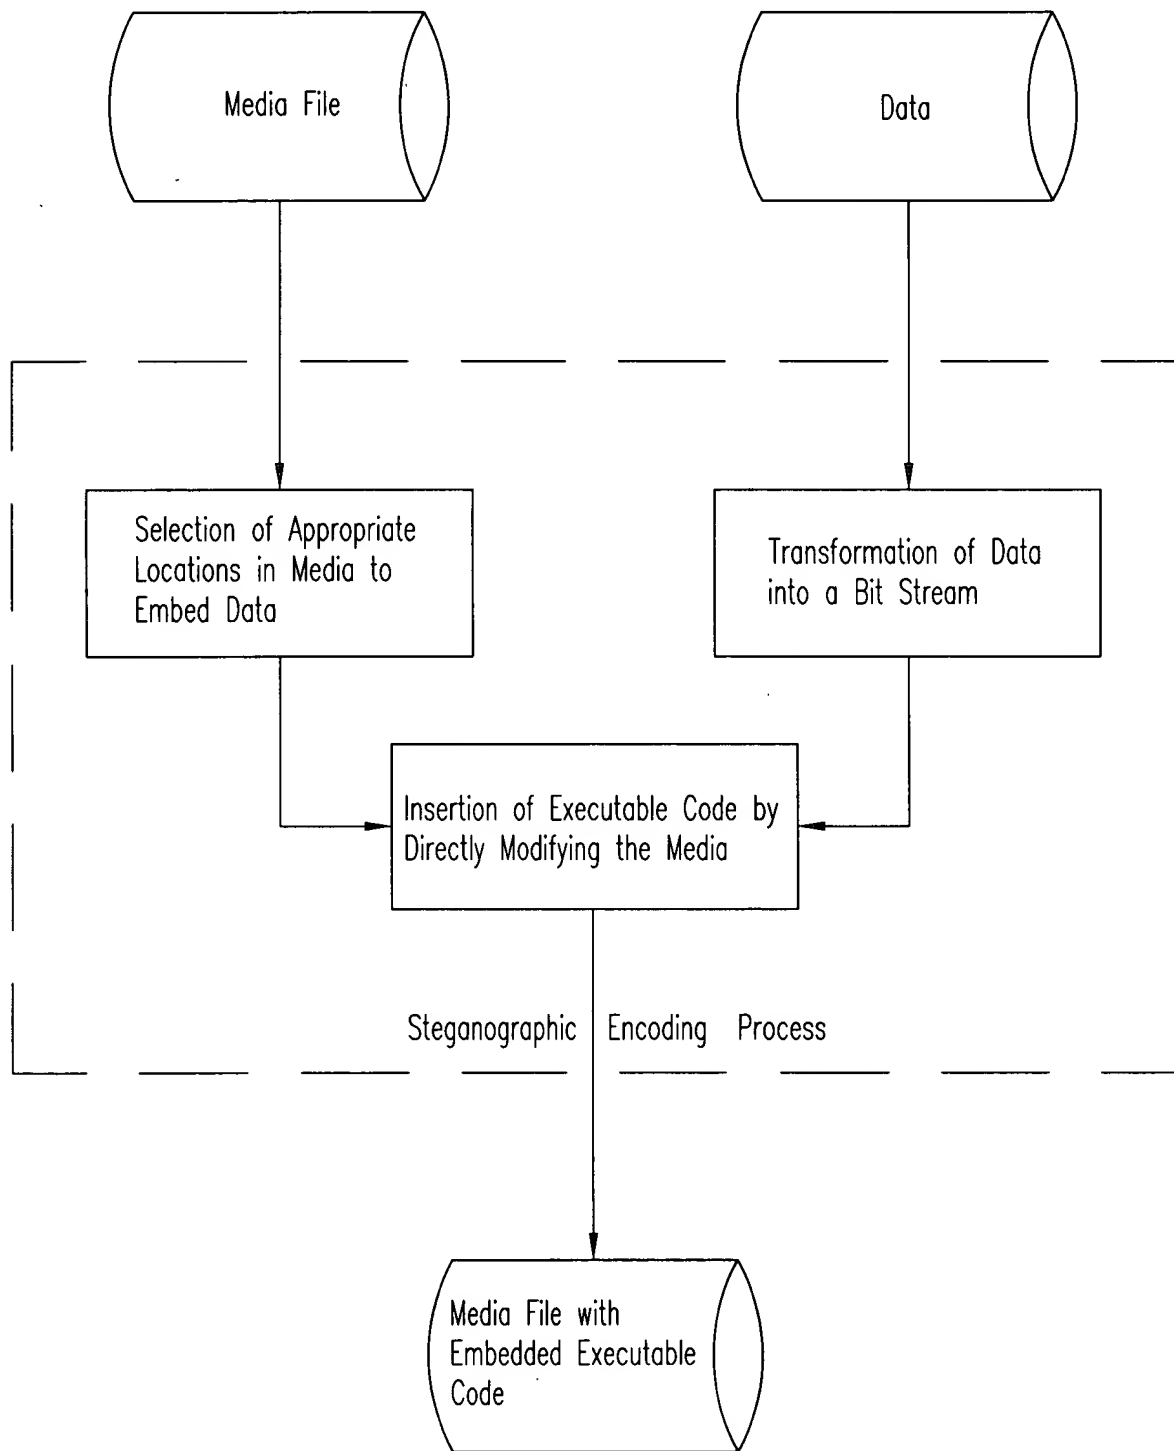 Media File
Data
Selection of Appropriate
Locations in Media to
Embed Data
Transformation of Data
into a Bit Stream
Insertion of Executable Code by
Directly Modifying the Media
Steganographic Encoding Process
Media File with
Embedded Executable
Code